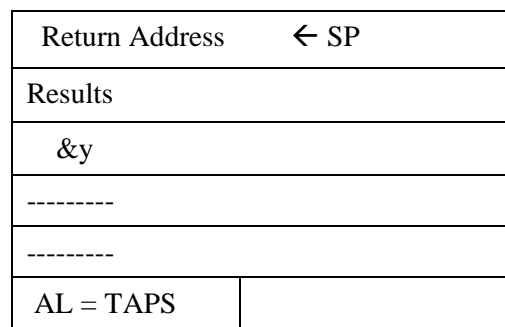 Return Address ← SP
Results
&y
---------
---------
AL = TAPS